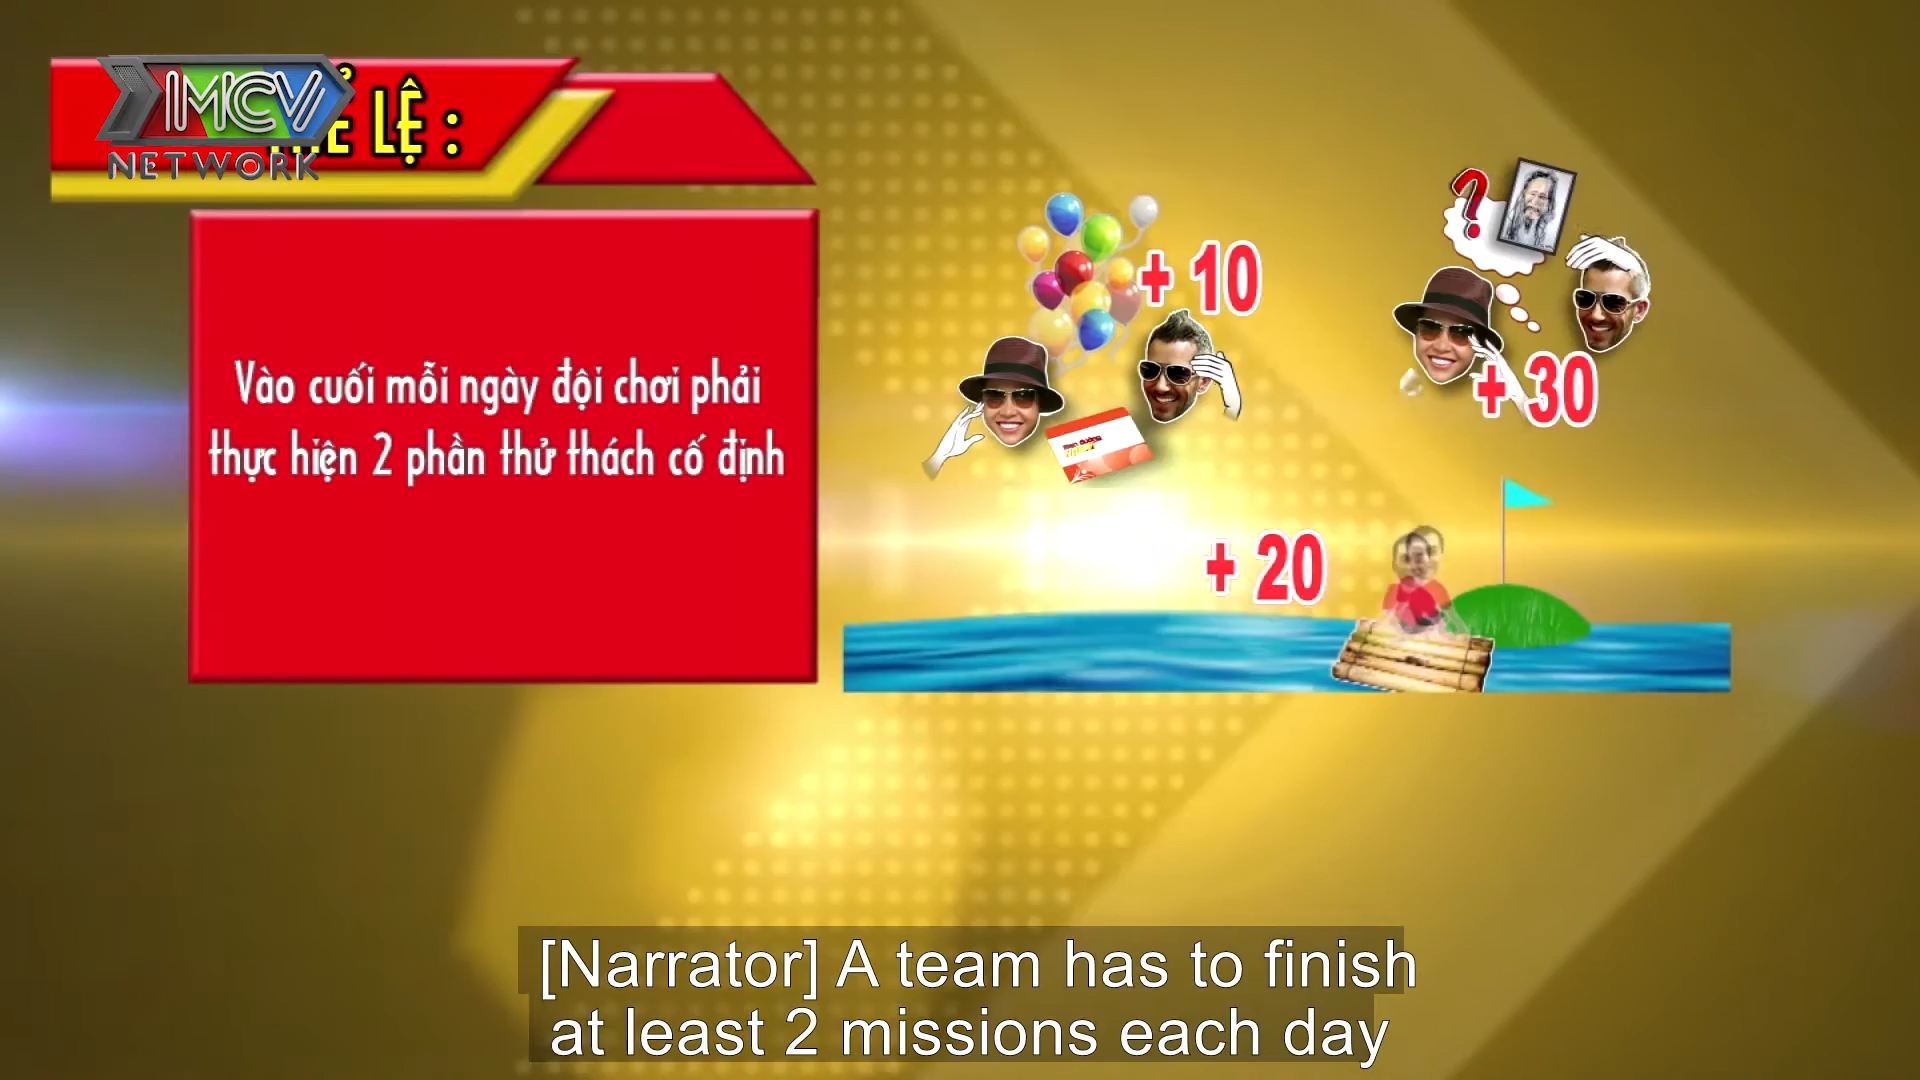 MCV
NETWORK
LỆ :
Vào cuối mỗi ngày đội chơi phải
thực hiện 2 phần thử thách cố định
+ 10
?
+ 30
+ 20
[Narrator] A team has to finish
at least 2 missions each day